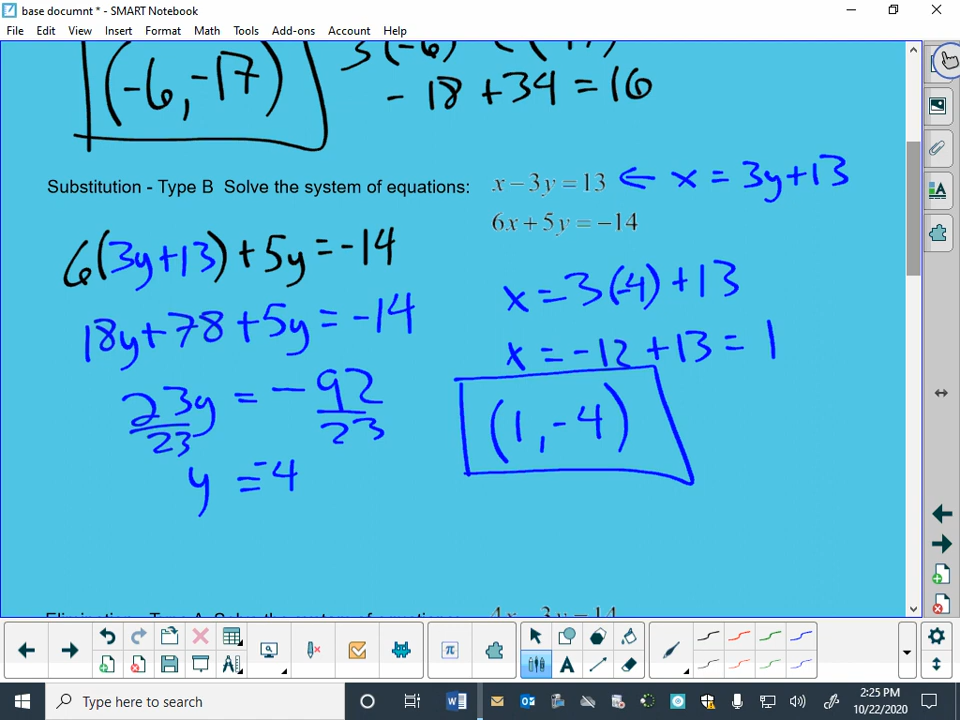 base documnt * - SMART Notebook
File Edit View Insert Format Math Tools Add-ons Account Help
(-6, -17)
- 18 + 34 = 16
Substitution - Type B Solve the system of equations:
x − 3y = 13 ← x = 3y + 13
6x + 5y = −14
6(3y+13) + 5y = -14
18y + 78 + 5y = -14
23y = -92
23 23
y = -4
x = 3(-4) + 13
x = -12 + 13 = 1
(1, -4)
Type here to search
2:25 PM
10/22/2020